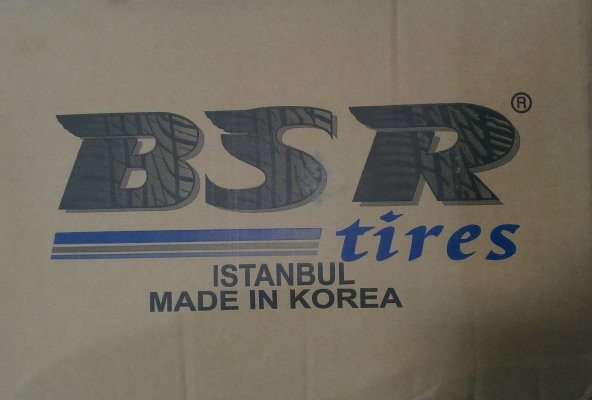 BSR®
tires
ISTANBUL
MADE IN KOREA